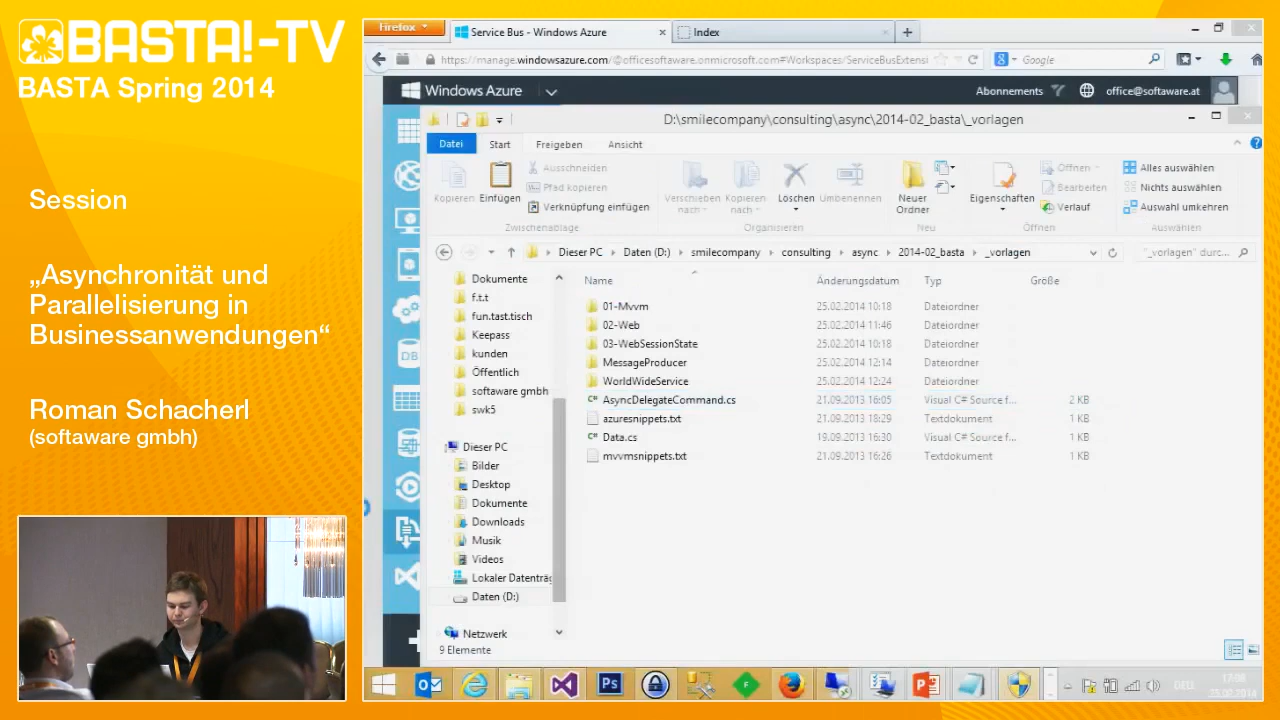 BASTA!-TV
BASTA Spring 2014
Session
„Asynchronität und
Parallelisierung in
Businessanwendungen“
Roman Schacherl
(softaware gmbh)
Firefox
Service Bus - Windows Azure
Index
https://manage.windowsazure.com/@officesoftaware.onmicrosoft.com#Workspaces/ServiceBusExtensi
Google
Windows Azure
Abonnements
office@softaware.at
D:\smilecompany\consulting\async\2014-02_basta\_vorlagen
Datei Start Freigeben Ansicht
Kopieren
Einfügen
Ausschneiden
Pfad kopieren
Verknüpfung einfügen
Zwischenablage
Verschieben nach
Kopieren nach
Löschen
Umbenennen
Organisieren
Neuer Ordner
Neu
Eigenschaften
Öffnen
Bearbeiten
Verlauf
Öffnen
Alles auswählen
Nichts auswählen
Auswahl umkehren
Auswählen
Dieser PC Daten (D:) smilecompany consulting async 2014-02_basta _vorlagen
"_vorlagen" durc...
Dokumente
f.t.t
fun.tast.tisch
Keepass
kunden
Öffentlich
softaware gmbh
swk5
Dieser PC
Bilder
Desktop
Dokumente
Downloads
Musik
Videos
Lokaler Datenträg
Daten (D:)
Netzwerk
9 Elemente
Name Änderungsdatum Typ Größe
01-Mvvm 25.02.2014 10:18 Dateiordner
02-Web 25.02.2014 11:46 Dateiordner
03-WebSessionState 25.02.2014 10:18 Dateiordner
MessageProducer 25.02.2014 12:14 Dateiordner
WorldWideService 25.02.2014 12:24 Dateiordner
AsyncDelegateCommand.cs 21.09.2013 16:05 Visual C# Source f... 2 KB
azuresnippets.txt 21.09.2013 18:29 Textdokument 1 KB
Data.cs 19.09.2013 16:30 Visual C# Source f... 1 KB
mvvmsnippets.txt 21.09.2013 16:26 Textdokument 1 KB
DB
Ps
DEU
25.02.2014